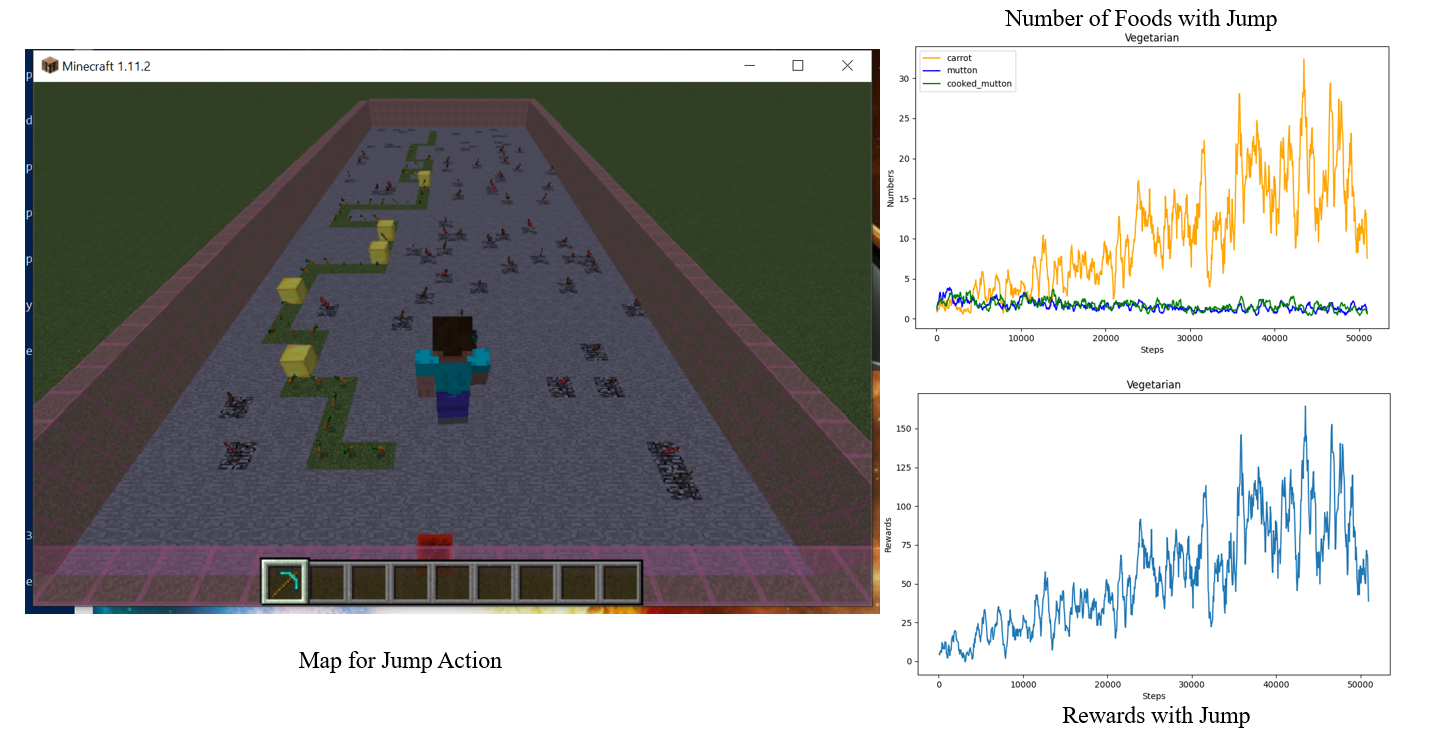 Minecraft 1.11.2
p
d
p
p
p
y
e
3
e
Map for Jump Action
Number of Foods with Jump
Vegetarian
carrot
mutton
cooked_mutton
30
25
20
15
10
5
0
Numbers
0 10000 20000 30000 40000 50000
Steps
Vegetarian
150
125
100
75
50
25
0
Rewards
0 10000 20000 30000 40000 50000
Steps
Rewards with Jump